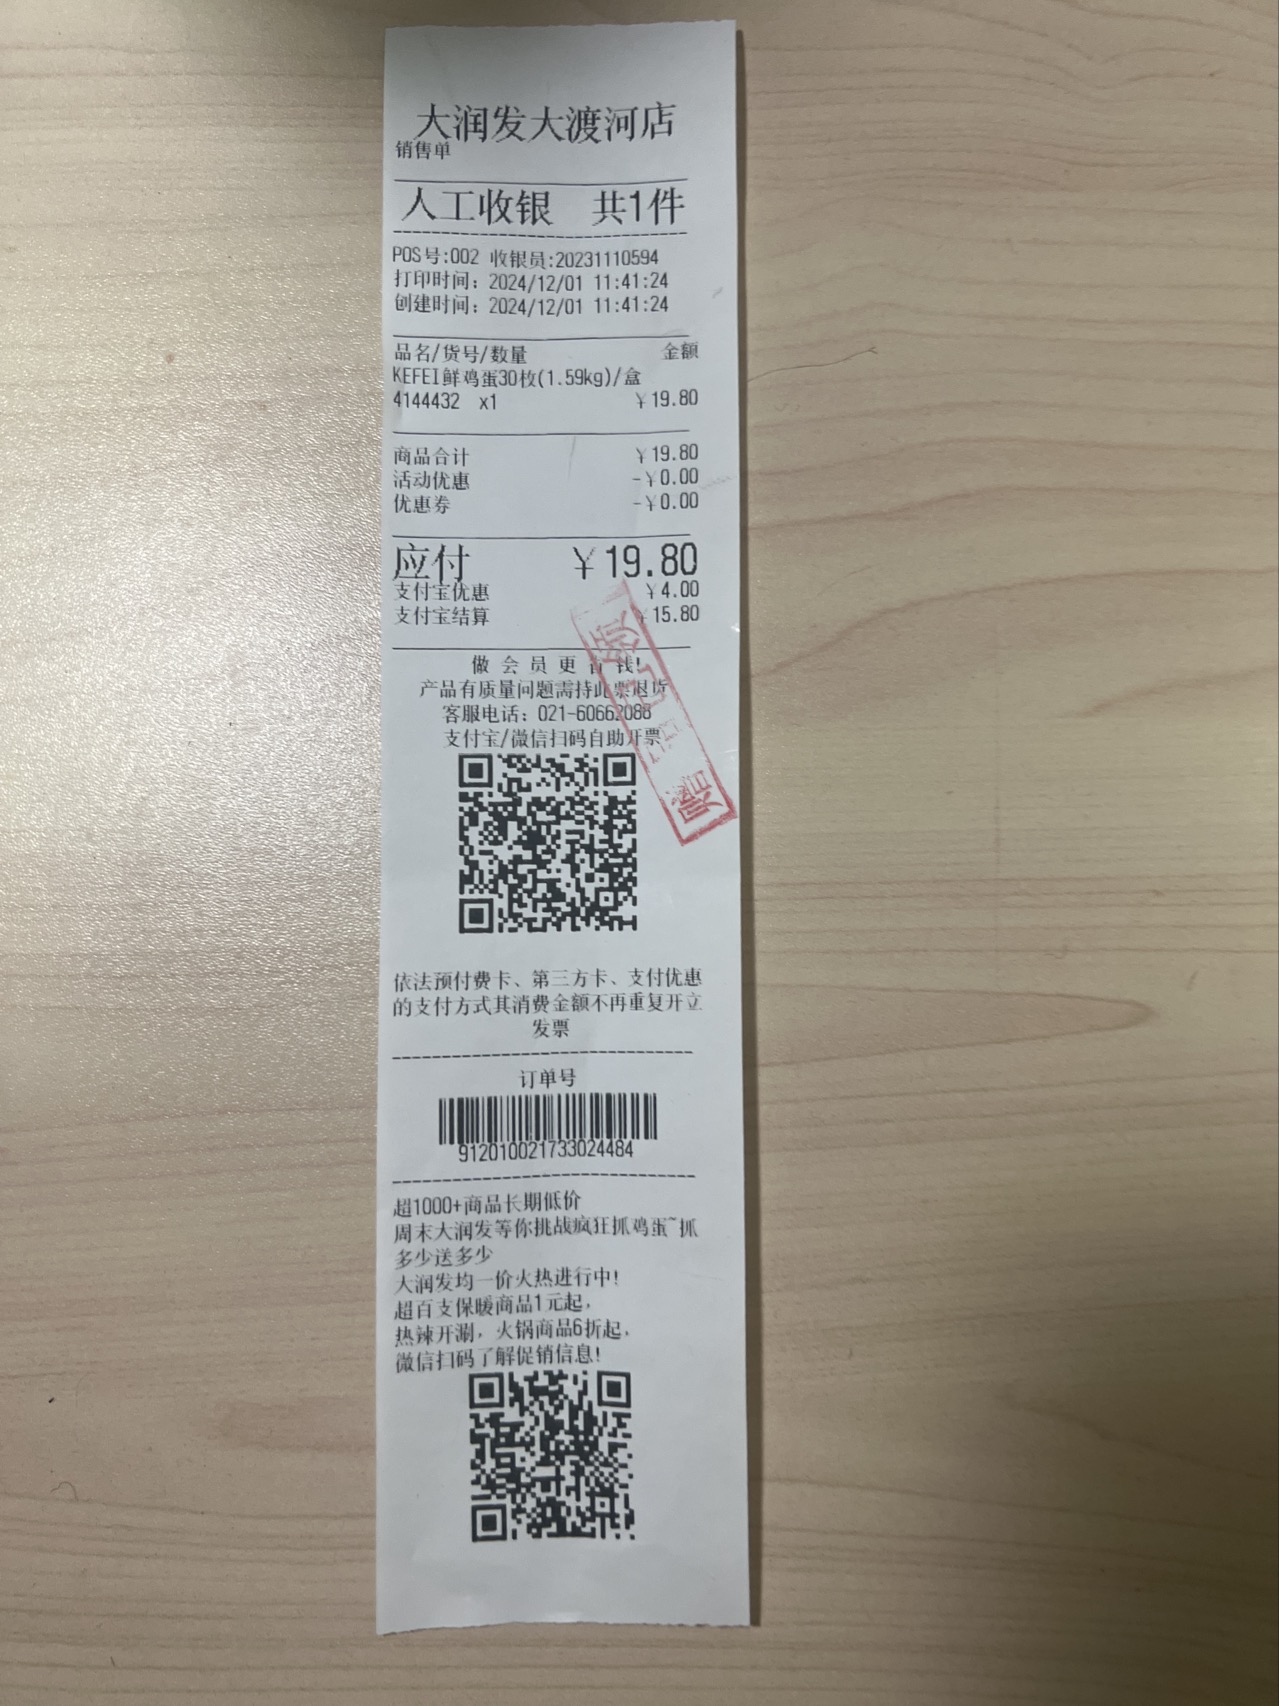 大润发大渡河店
销售单
人工收银 共1件
POS号:002 收银员:20231110594
打印时间: 2024/12/01 11:41:24
创建时间: 2024/12/01 11:41:24
品名/货号/数量 金额
KEFEI鲜鸡蛋30枚(1.59kg)/盒
4144432 x1 ¥19.80
商品合计 ¥19.80
活动优惠 -¥0.00
优惠券 -¥0.00
应付 ¥19.80
支付宝优惠 ¥4.00
支付宝结算 ¥15.80
做会员更省钱!
产品有质量问题需持此票退货
客服电话: 021-60662088
支付宝/微信扫码自助开票
赠品已领
依法预付费卡、第三方卡、支付优惠
的支付方式其消费金额不再重复开立
发票
订单号
912010021733024484
超1000+商品长期低价
周末大润发等你挑战疯狂抓鸡蛋~抓
多少送多少
大润发均一价火热进行中!
超百支保暖商品1元起,
热辣开涮, 火锅商品6折起,
微信扫码了解促销信息!